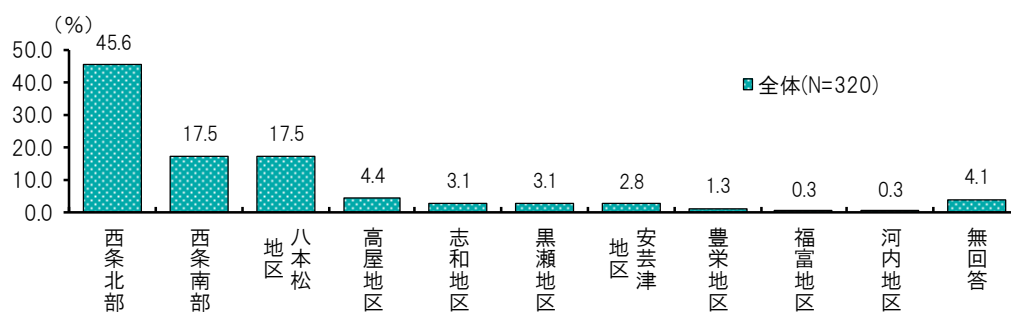 (%)
50.0
40.0
30.0
20.0
10.0
0.0
45.6
17.5
17.5
4.4
3.1
3.1
2.8
1.3
0.3
0.3
4.1
全体(N=320)
西条北部
西条南部
八本松
地区
高屋地区
志和地区
黒瀬地区
安芸津
地区
豊栄地区
福富地区
河内地区
無回答